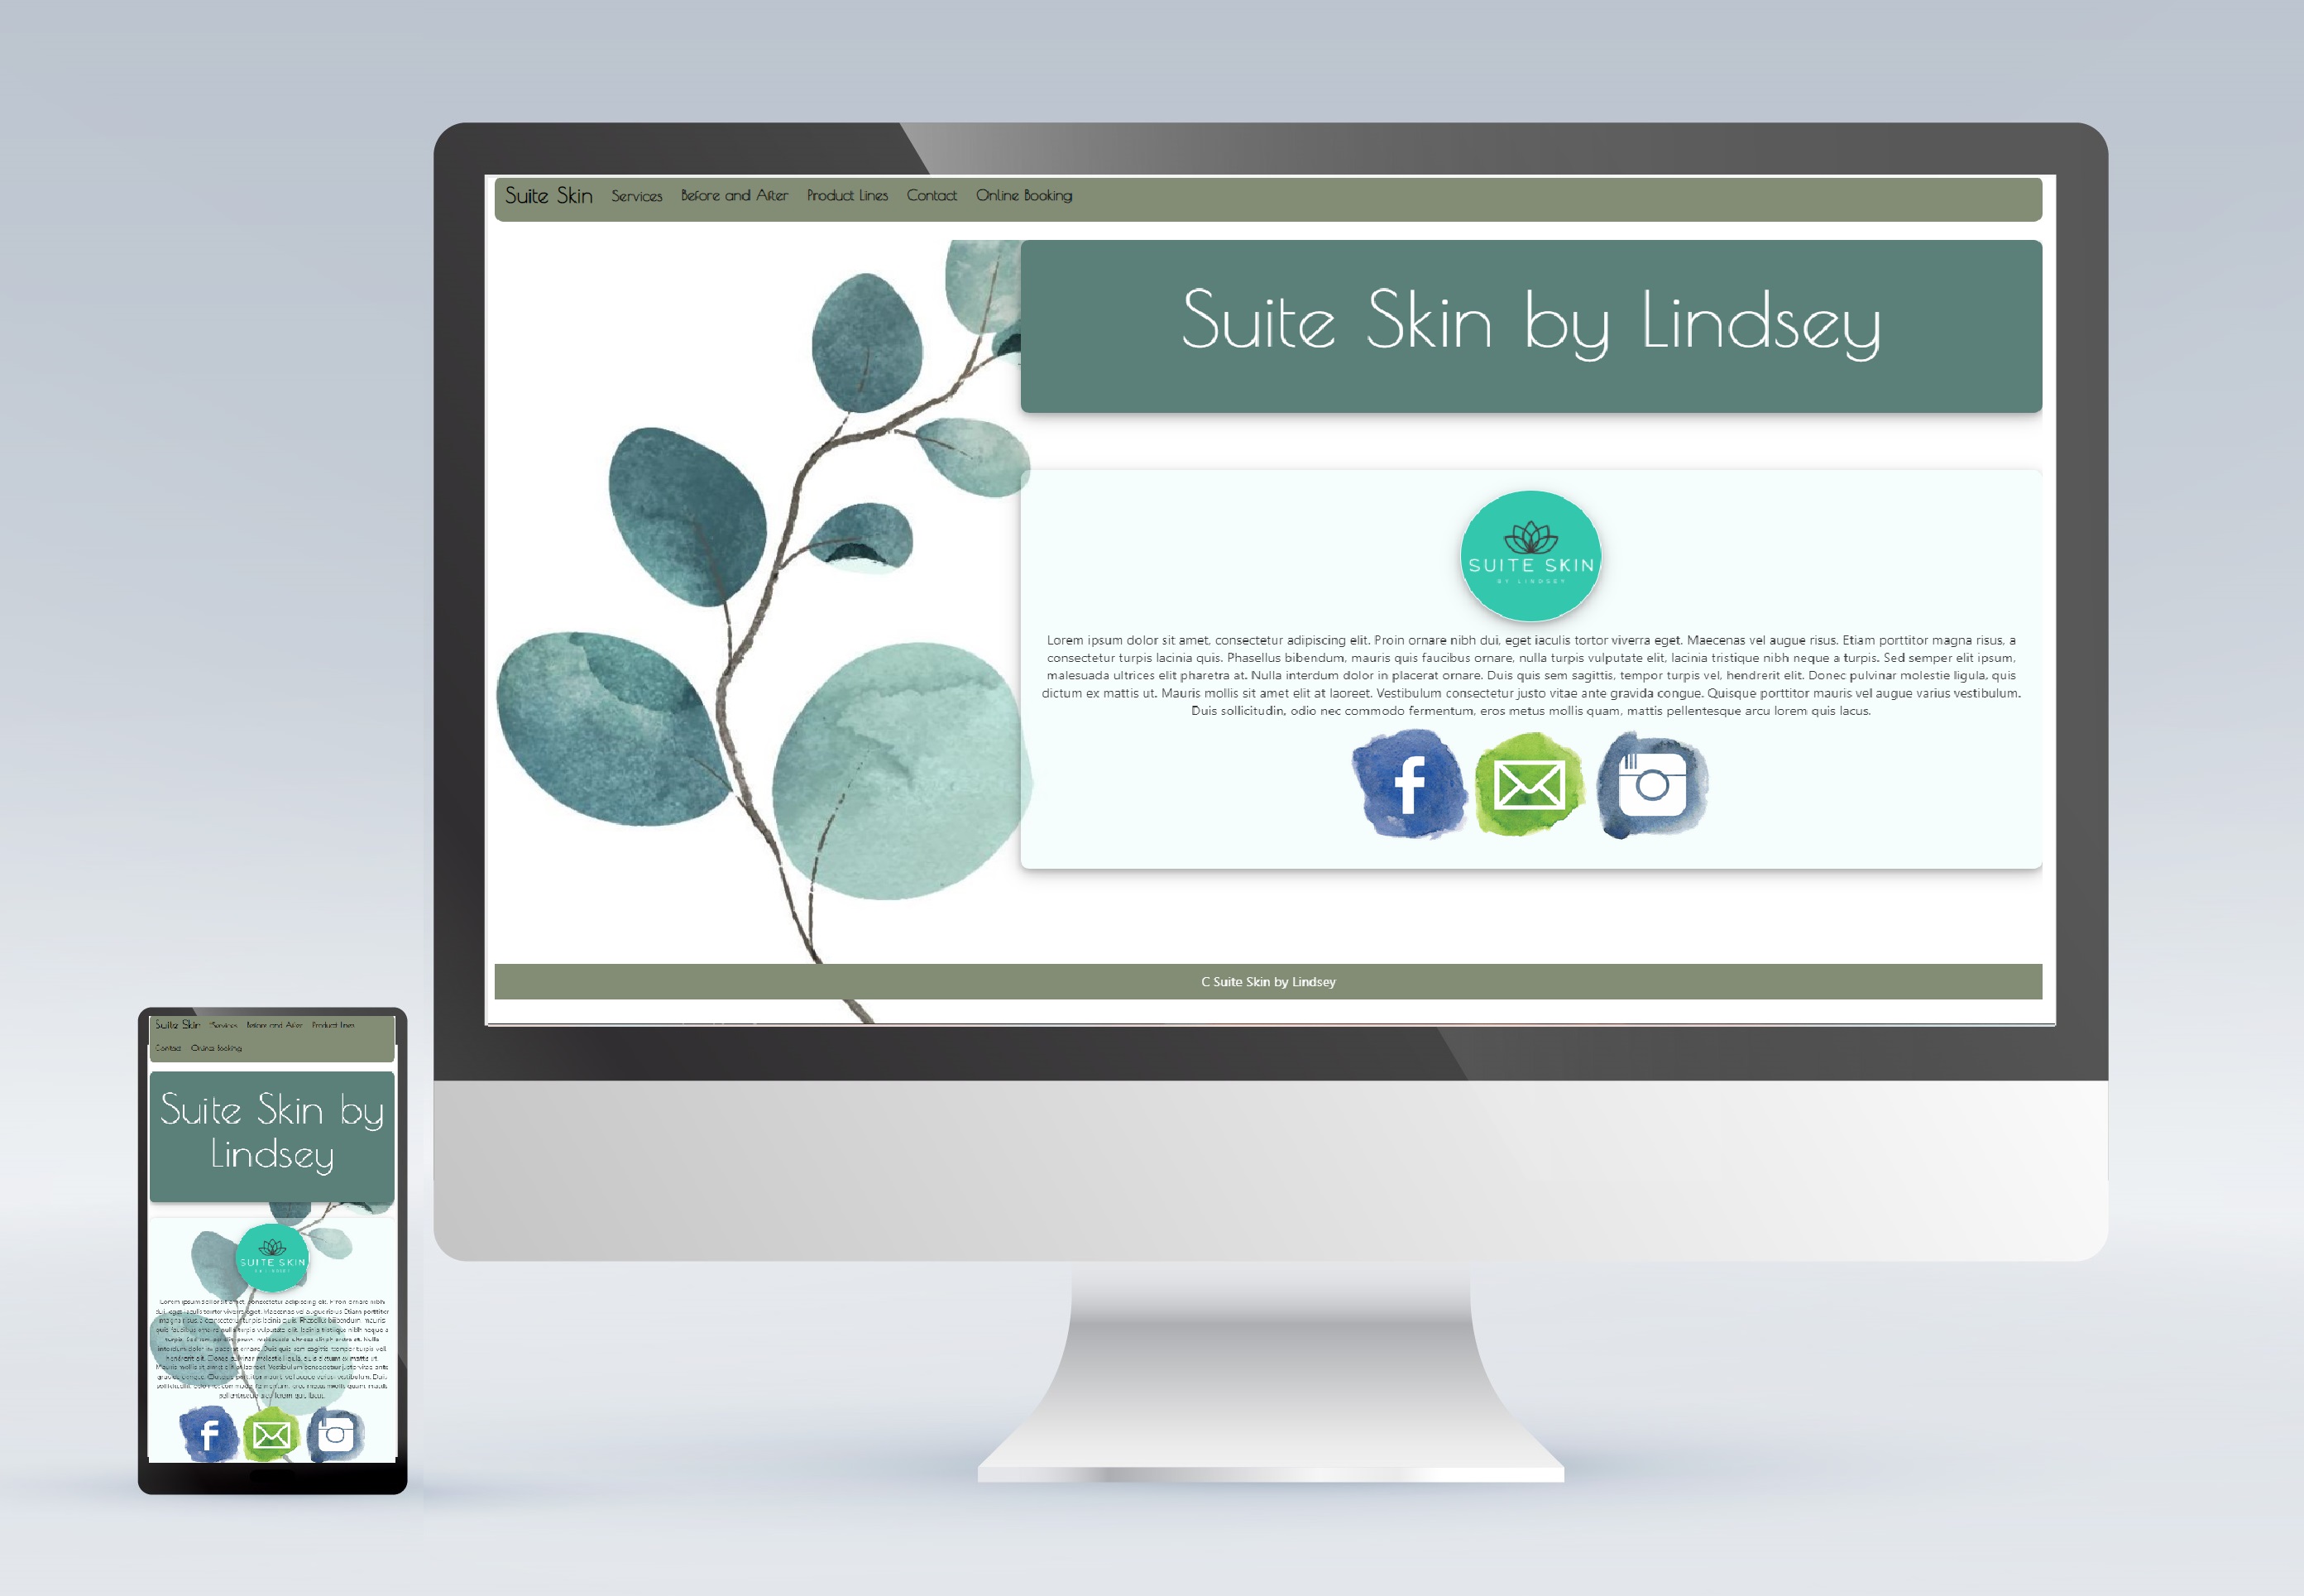 Suite Skin Services Before and After Product Lines Contact Online Booking
Suite Skin by Lindsey
SUITE SKIN
BY LINDSEY
Lorem ipsum dolor sit amet, consectetur adipiscing elit. Proin ornare nibh dui, eget iaculis tortor viverra eget. Maecenas vel augue risus. Etiam porttitor magna risus, a
consectetur turpis lacinia quis. Phasellus bibendum, mauris quis faucibus ornare, nulla turpis vulputate elit, lacinia tristique nibh neque a turpis. Sed semper elit ipsum,
malesuada ultrices elit pharetra at. Nulla interdum dolor in placerat ornare. Duis quis sem sagittis, tempor turpis vel, hendrerit elit. Donec pulvinar molestie ligula, quis
dictum ex mattis ut. Mauris mollis sit amet elit at laoreet. Vestibulum consectetur justo vitae ante gravida congue. Quisque porttitor mauris vel augue varius vestibulum.
Duis sollicitudin, odio nec commodo fermentum, eros metus mollis quam, mattis pellentesque arcu lorem quis lacus.
f
C Suite Skin by Lindsey
Suite Skin Services Before and After Product Lines
Contact Online Booking
Suite Skin by
Lindsey
SUITE SKIN
f